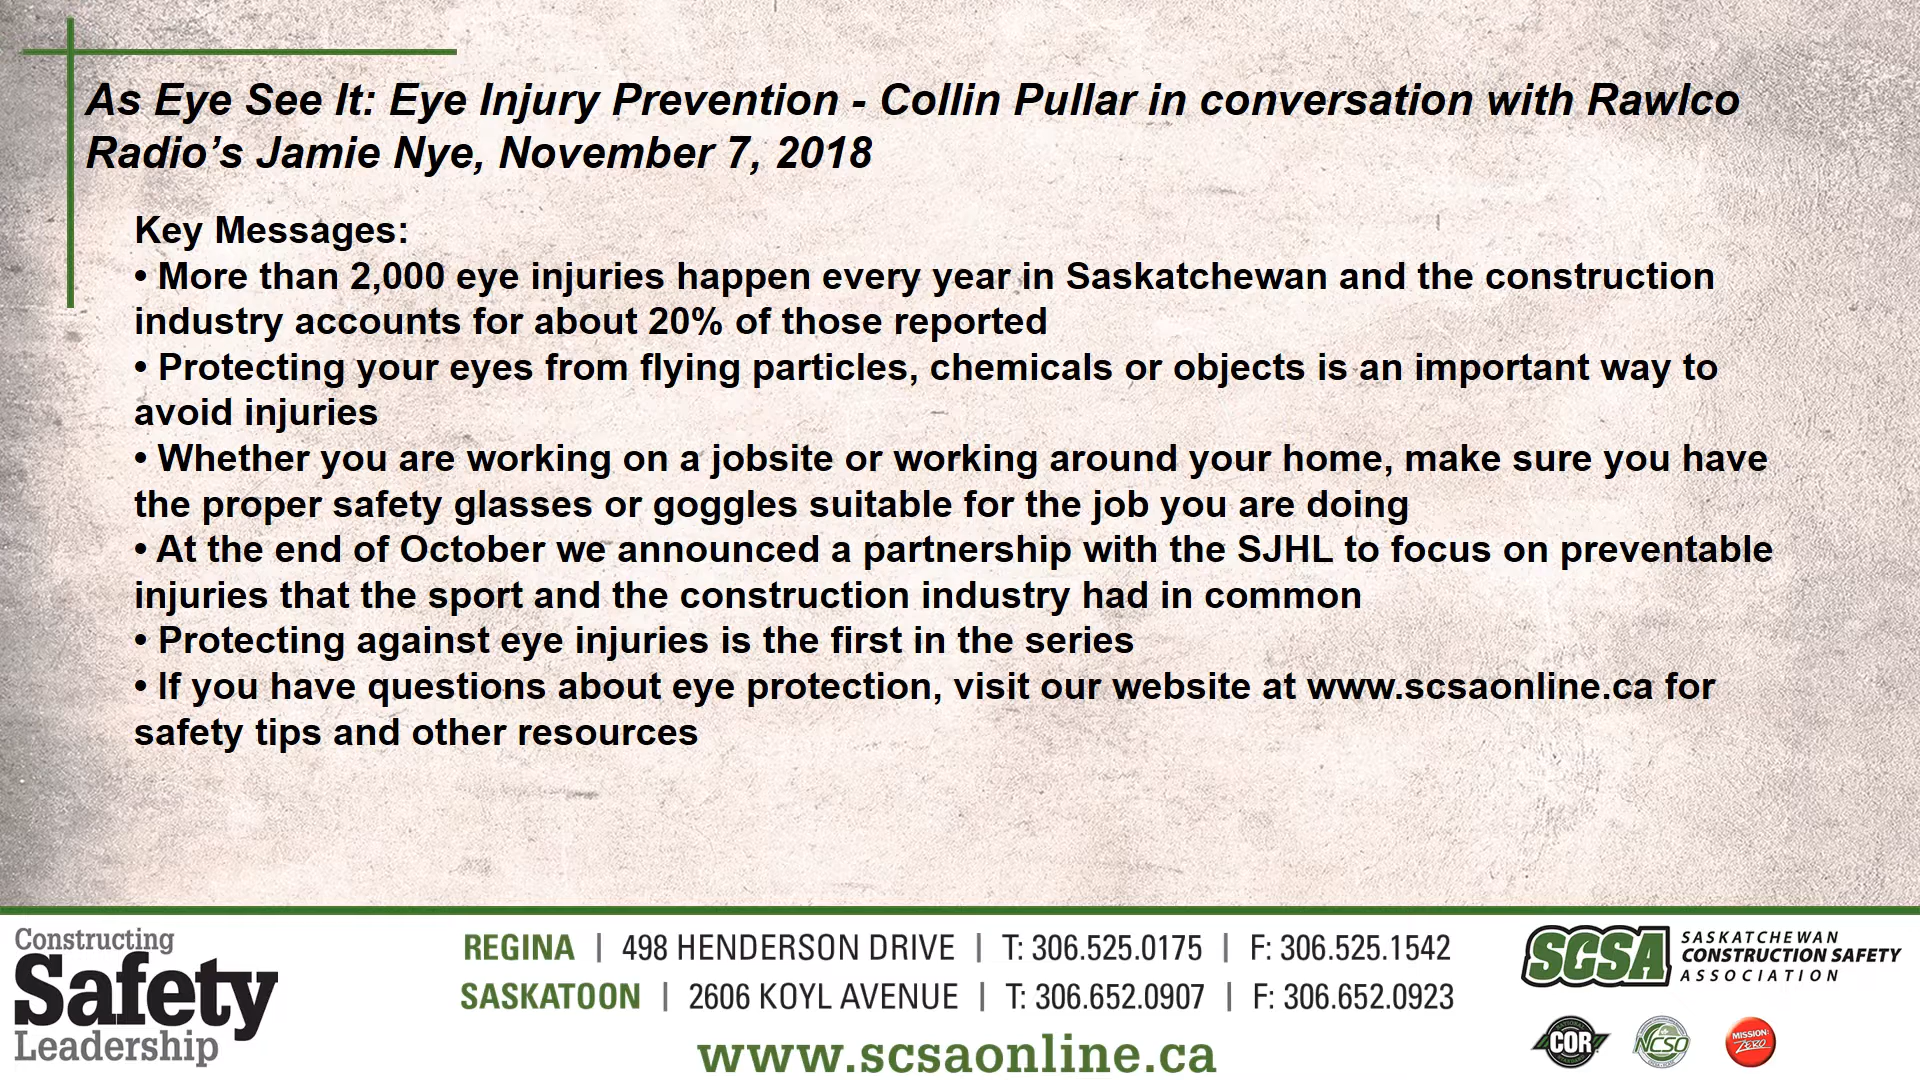 As Eye See It: Eye Injury Prevention - Collin Pullar in conversation with Rawlco
Radio’s Jamie Nye, November 7, 2018
Key Messages:
• More than 2,000 eye injuries happen every year in Saskatchewan and the construction
industry accounts for about 20% of those reported
• Protecting your eyes from flying particles, chemicals or objects is an important way to
avoid injuries
• Whether you are working on a jobsite or working around your home, make sure you have
the proper safety glasses or goggles suitable for the job you are doing
• At the end of October we announced a partnership with the SJHL to focus on preventable
injuries that the sport and the construction industry had in common
• Protecting against eye injuries is the first in the series
• If you have questions about eye protection, visit our website at www.scsaonline.ca for
safety tips and other resources
Constructing
Safety
Leadership
REGINA | 498 HENDERSON DRIVE | T: 306.525.0175 | F: 306.525.1542
SASKATOON | 2606 KOYL AVENUE | T: 306.652.0907 | F: 306.652.0923
www.scsaonline.ca
SCSA
SASKATCHEWAN
CONSTRUCTION SAFETY
ASSOCIATION
COR
NCSO
MISSION:
ZERO